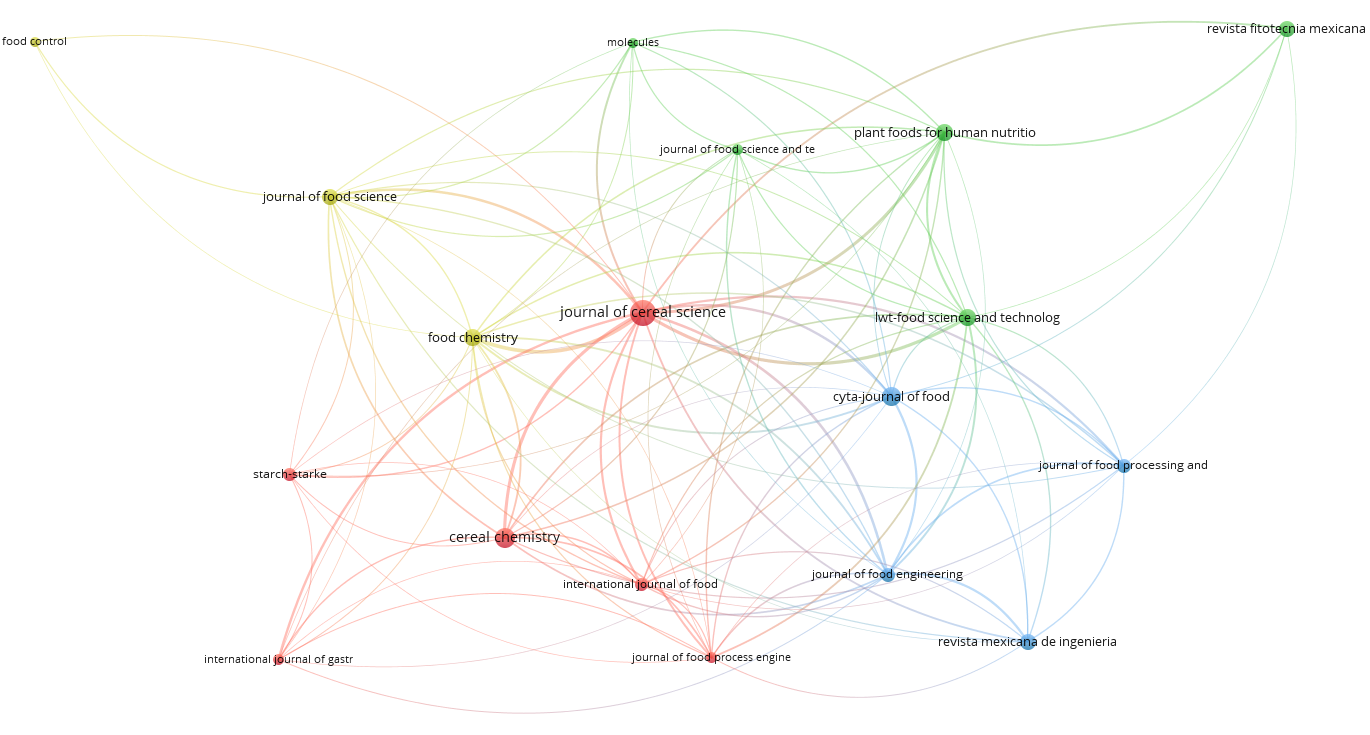 revista fitotecnia mexicana
food control
molecules
plant foods for human nutritio
journal of food science and te
journal of food science
journal of cereal science
lwt-food science and technolog
food chemistry
cyta-journal of food
journal of food processing and
starch-starke
cereal chemistry
journal of food engineering
international journal of food
revista mexicana de ingenieria
journal of food process engine
international journal of gastr